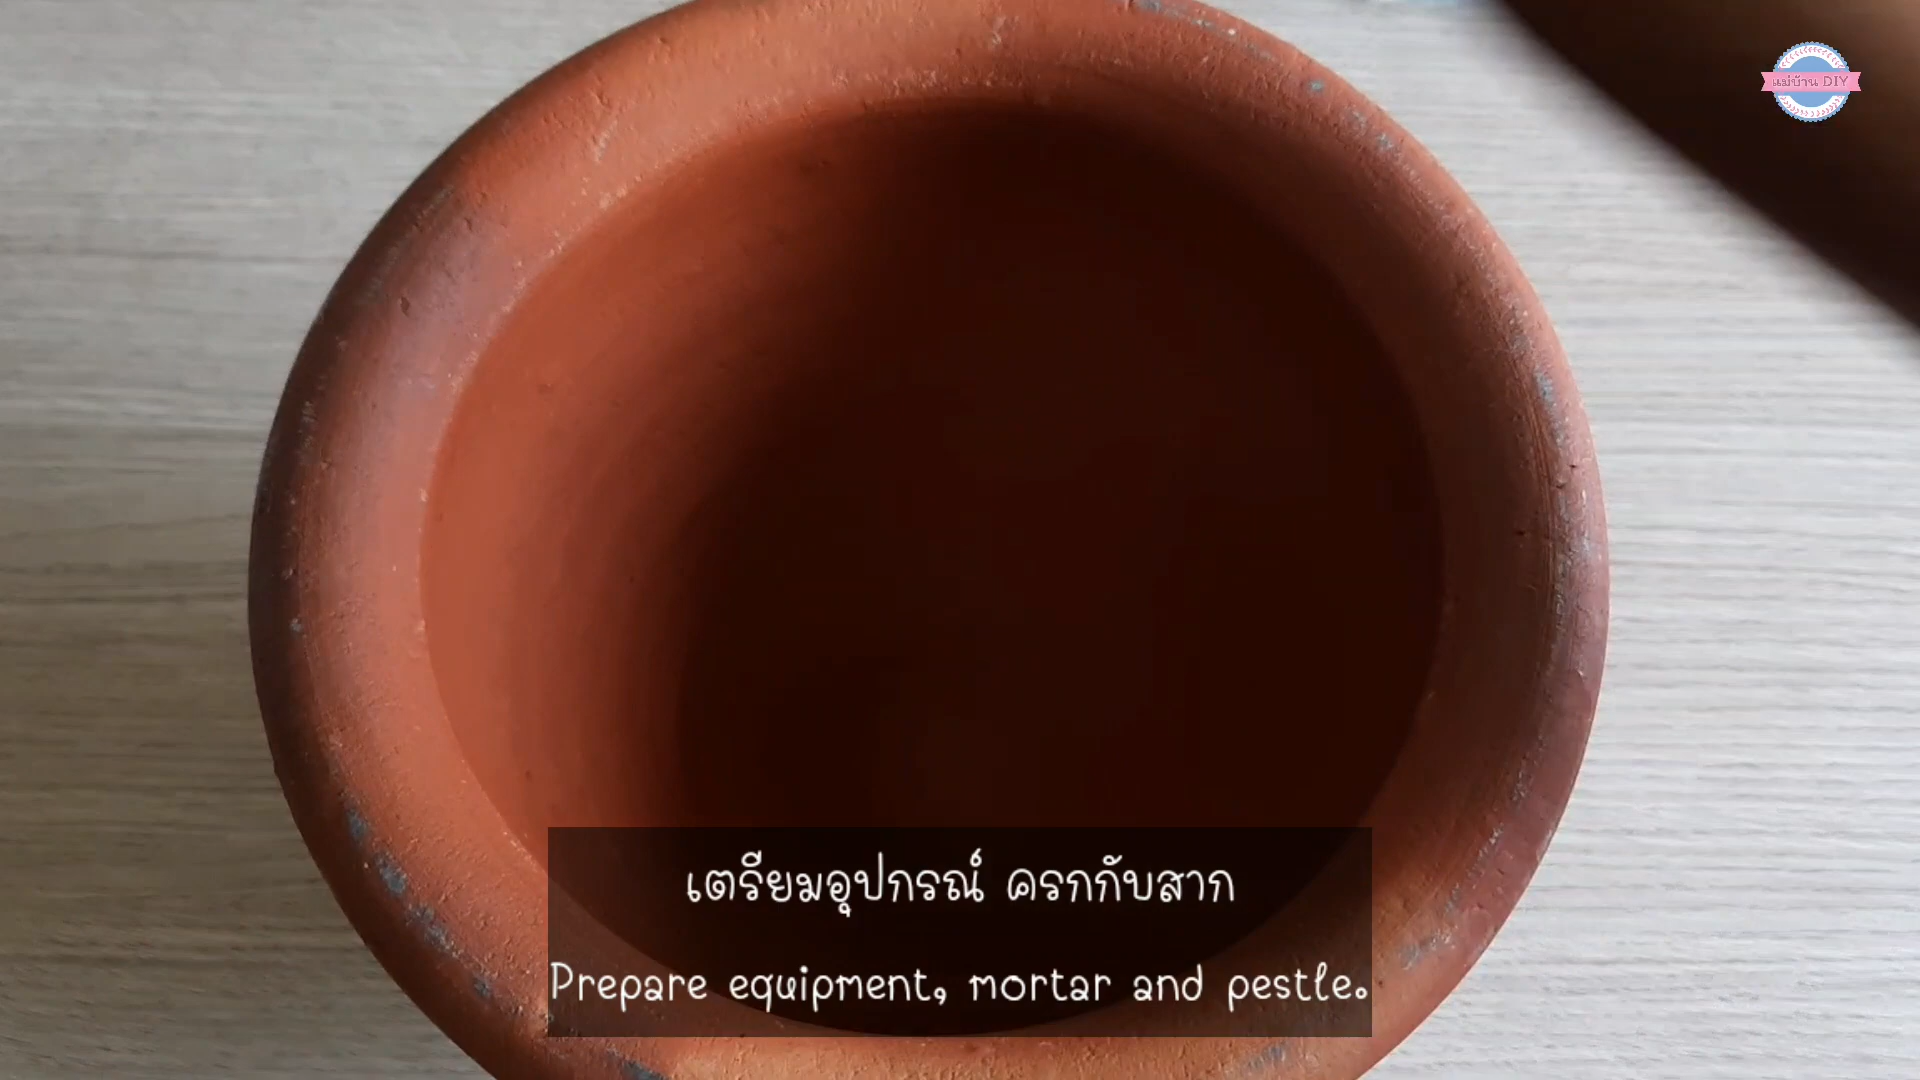 แม่บ้าน DIY
เตรียมอุปกรณ์ ครกกับสาก
Prepare equipment, mortar and pestle.